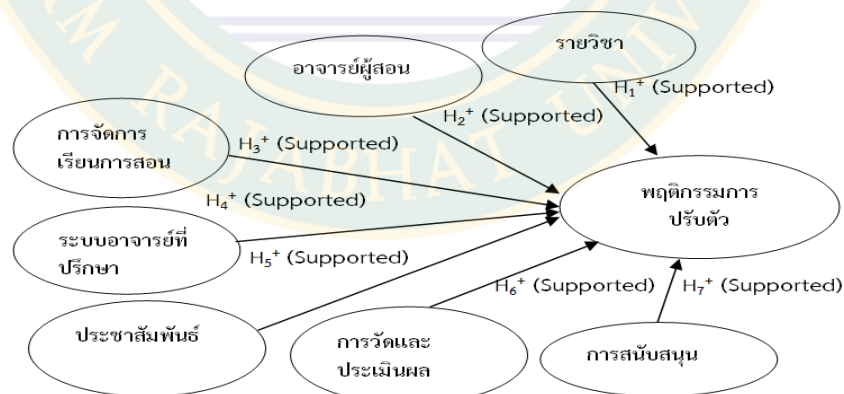 รายวิชา
อาจารย์ผู้สอน
H₁⁺ (Supported)
H₂⁺ (Supported)
การจัดการ
เรียนการสอน
H₃⁺ (Supported)
พฤติกรรมการ
ปรับตัว
H₄⁺ (Supported)
ระบบอาจารย์ที่
ปรึกษา
H₅⁺ (Supported)
H₆⁺ (Supported)
H₇⁺ (Supported)
ประชาสัมพันธ์
การวัดและ
ประเมินผล
การสนับสนุน
RAJABHAT UNIV